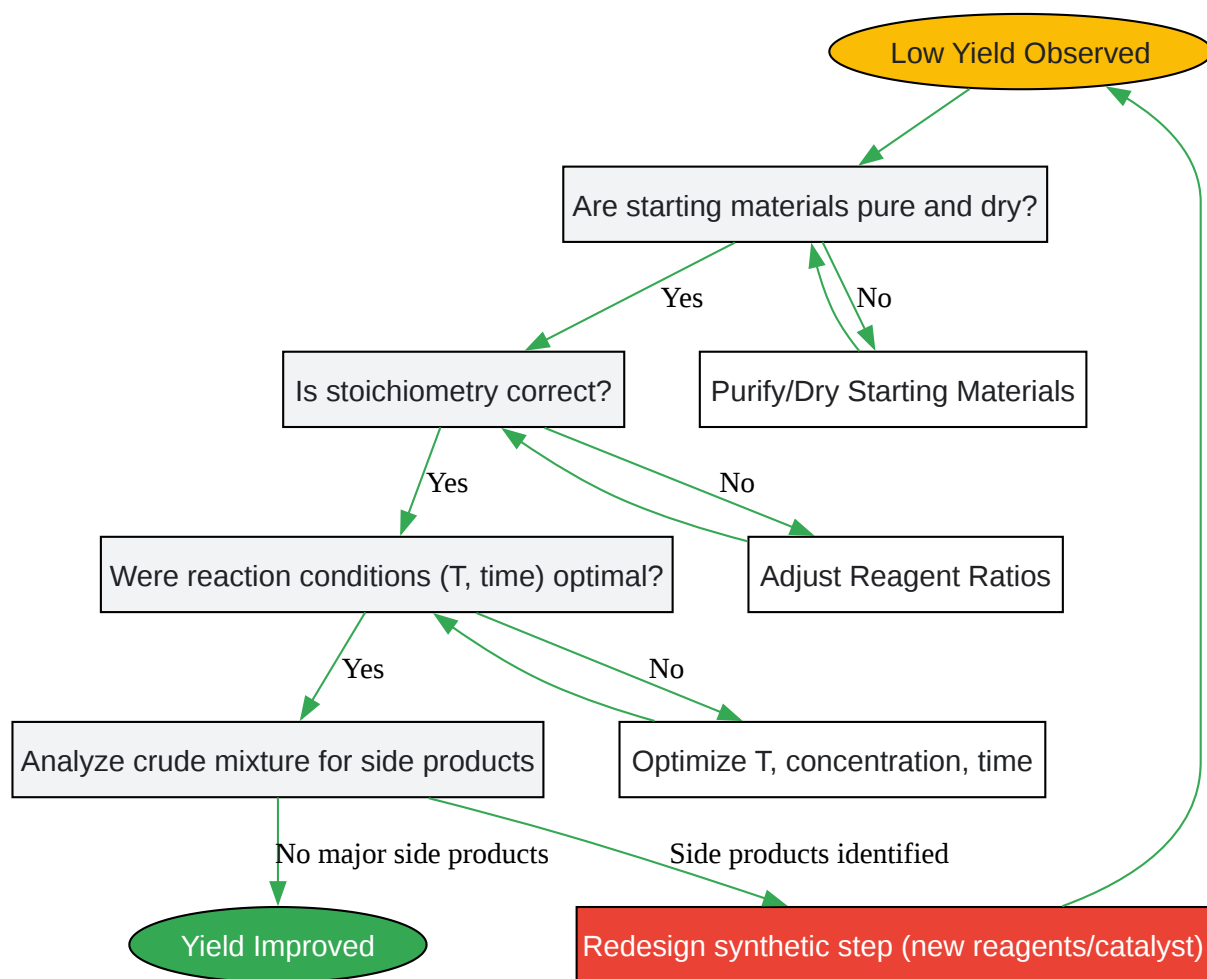 Low Yield Observed
Are starting materials pure and dry?
Yes
No
Is stoichiometry correct?
Purify/Dry Starting Materials
Yes
No
Were reaction conditions (T, time) optimal?
Adjust Reagent Ratios
Yes
No
Analyze crude mixture for side products
Optimize T, concentration, time
No major side products
Side products identified
Yield Improved
Redesign synthetic step (new reagents/catalyst)